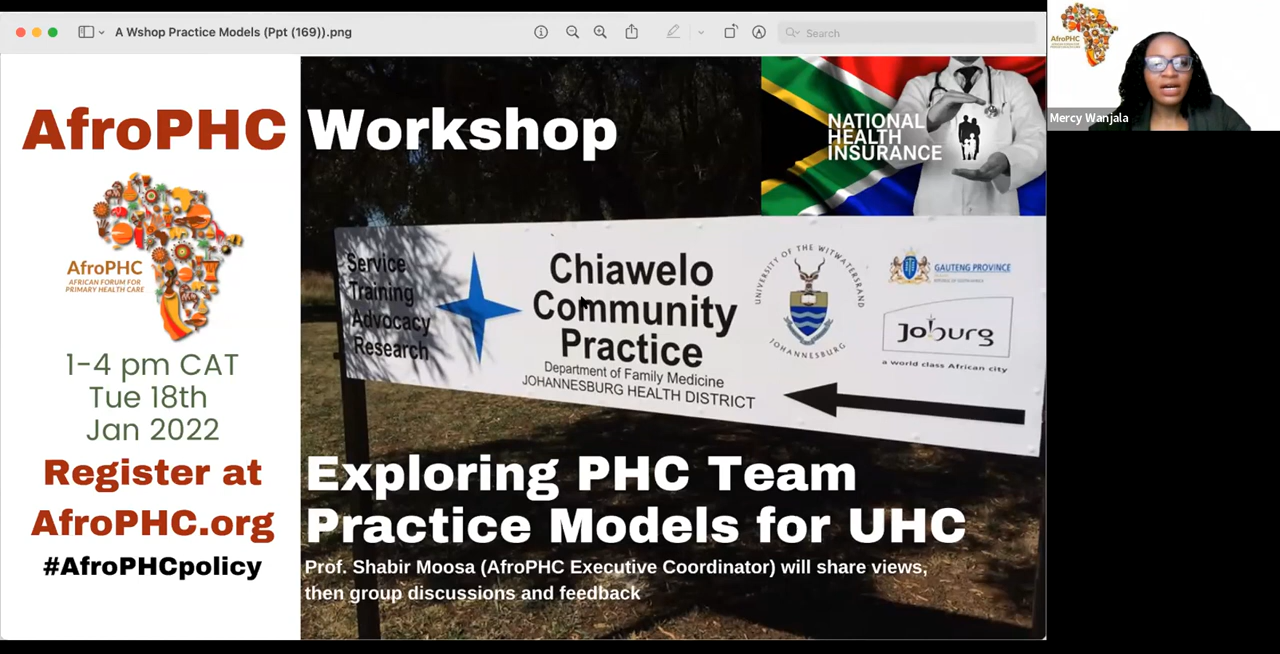 A Wshop Practice Models (Ppt (169)).png
Search
Mercy Wanjala
AfroPHC
AfroPHC Workshop
NATIONAL
HEALTH
INSURANCE
AfroPHC
AFRICAN FORUM FOR
PRIMARY HEALTH CARE
1-4 pm CAT
Tue 18th
Jan 2022
Register at
AfroPHC.org
#AfroPHCpolicy
Service
Training
Advocacy
Research
Chiawelo
Community
Practice
Department of Family Medicine
JOHANNESBURG HEALTH DISTRICT
UNIVERSITY OF THE WITWATERSRAND
JOHANNESBURG
GAUTENG PROVINCE
Joburg
a world class African city
Exploring PHC Team
Practice Models for UHC
Prof. Shabir Moosa (AfroPHC Executive Coordinator) will share views,
then group discussions and feedback